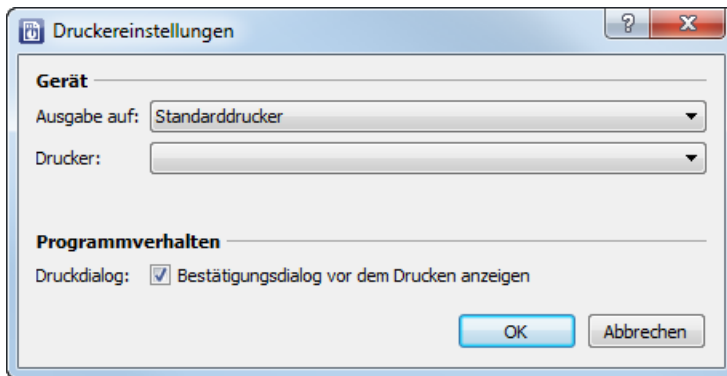 Druckereinstellungen
Gerät
Ausgabe auf: Standarddrucker
Drucker:
Programmverhalten
Druckdialog: Bestätigungsdialog vor dem Drucken anzeigen
OK Abbrechen